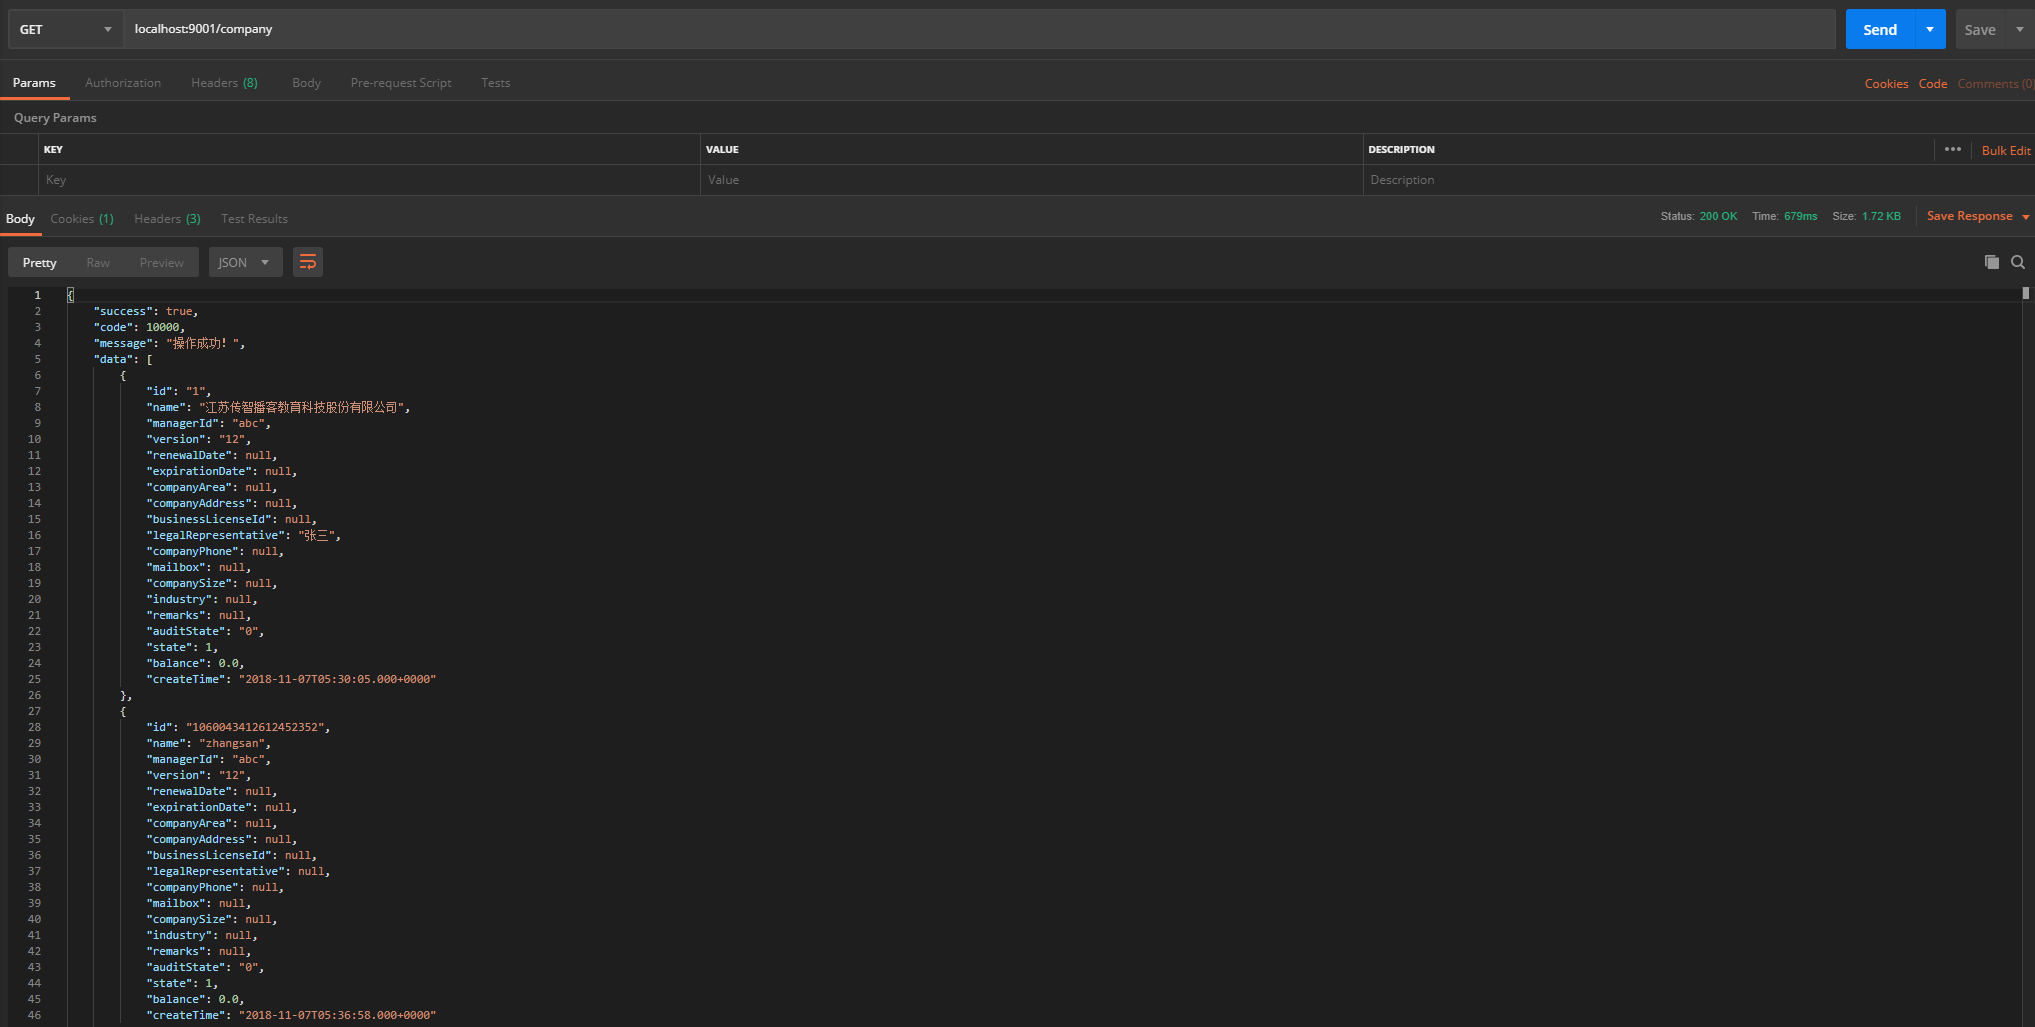 GET localhost:9001/company Send Save
Params Authorization Headers (8) Body Pre-request Script Tests Cookies Code Comments (0)
Query Params
KEY VALUE DESCRIPTION ••• Bulk Edit
Key Value Description
Body Cookies (1) Headers (3) Test Results Status: 200 OK Time: 679ms Size: 1.72 KB Save Response
Pretty Raw Preview JSON
1 {
2 "success": true,
3 "code": 10000,
4 "message": "操作成功！",
5 "data": [
6 {
7 "id": "1",
8 "name": "江苏传智播客教育科技股份有限公司",
9 "managerId": "abc",
10 "version": "12",
11 "renewalDate": null,
12 "expirationDate": null,
13 "companyArea": null,
14 "companyAddress": null,
15 "businessLicenseId": null,
16 "legalRepresentative": "张三",
17 "companyPhone": null,
18 "mailbox": null,
19 "companySize": null,
20 "industry": null,
21 "remarks": null,
22 "auditState": "0",
23 "state": 1,
24 "balance": 0.0,
25 "createTime": "2018-11-07T05:30:05.000+0000"
26 },
27 {
28 "id": "1060043412612452352",
29 "name": "zhangsan",
30 "managerId": "abc",
31 "version": "12",
32 "renewalDate": null,
33 "expirationDate": null,
34 "companyArea": null,
35 "companyAddress": null,
36 "businessLicenseId": null,
37 "legalRepresentative": null,
38 "companyPhone": null,
39 "mailbox": null,
40 "companySize": null,
41 "industry": null,
42 "remarks": null,
43 "auditState": "0",
44 "state": 1,
45 "balance": 0.0,
46 "createTime": "2018-11-07T05:36:58.000+0000"